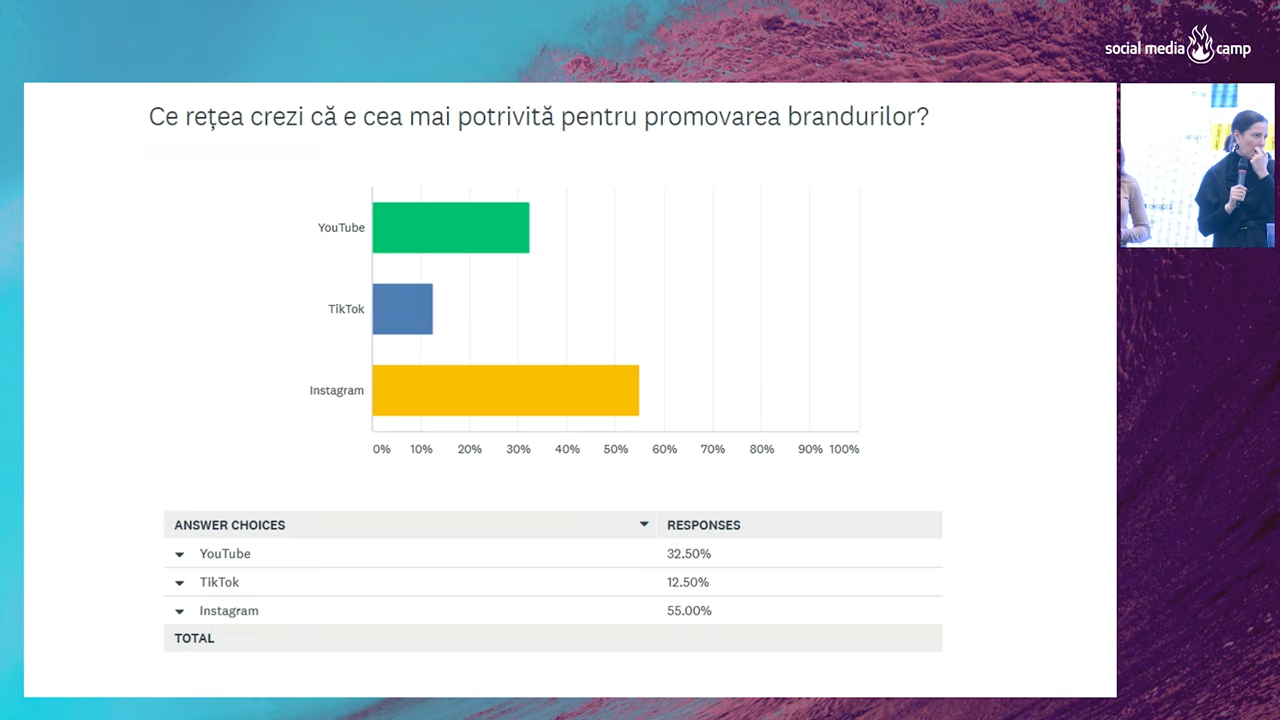 social media camp
Ce rețea crezi că e cea mai potrivită pentru promovarea brandurilor?
YouTube
TikTok
Instagram
0% 10% 20% 30% 40% 50% 60% 70% 80% 90% 100%
ANSWER CHOICES RESPONSES
YouTube 32.50%
TikTok 12.50%
Instagram 55.00%
TOTAL